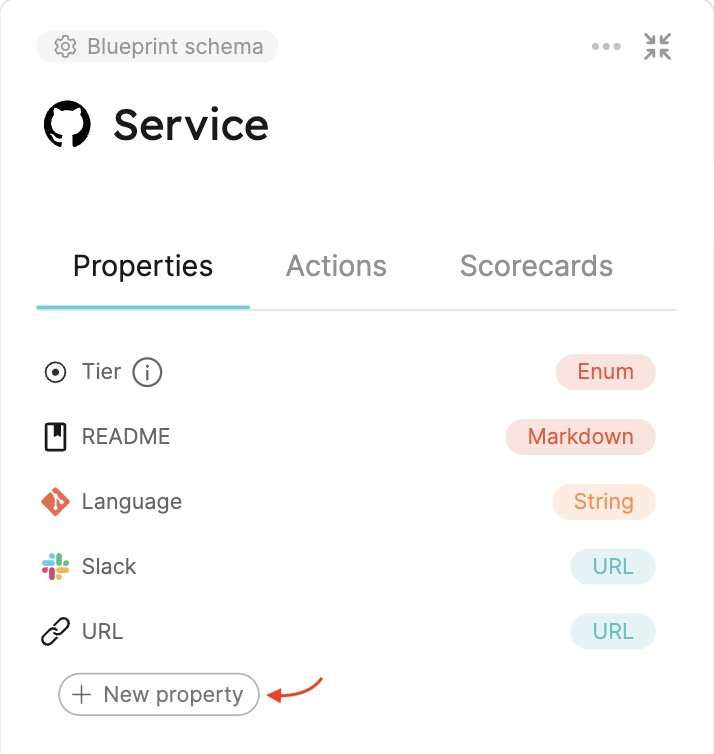 Blueprint schema
Service
Properties Actions Scorecards
Tier Enum
README Markdown
Language String
Slack URL
URL URL
New property